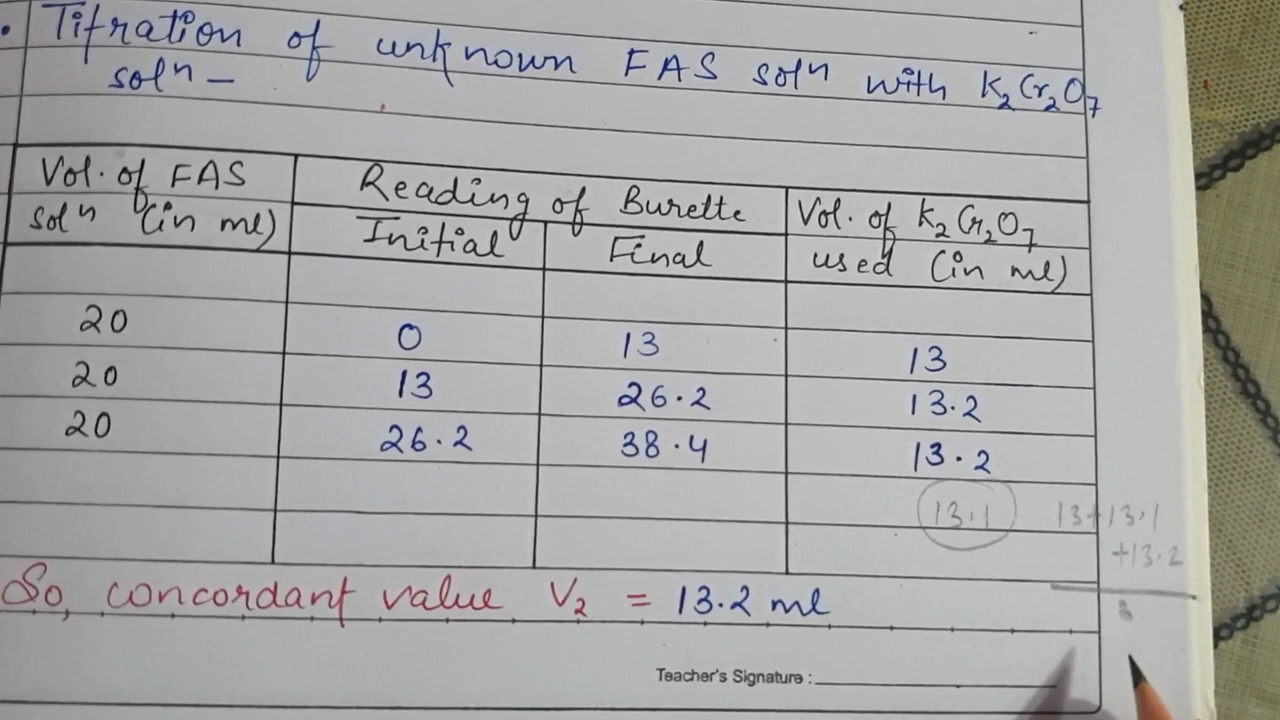 • Titration of unknown FAS solⁿ with K₂Cr₂O₇
solⁿ –
Vol. of FAS Reading of Burette Vol. of K₂Cr₂O₇
solⁿ (in ml) Initial Final used (in ml)
20 0 13 13
20 13 26.2 13.2
20 26.2 38.4 13.2
13.1 13+13.1
+13.2
3
So, concordant value V₂ = 13.2 ml
Teacher's Signature :